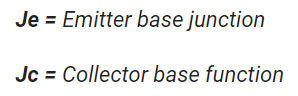 Je = Emitter base junction
Jc = Collector base function